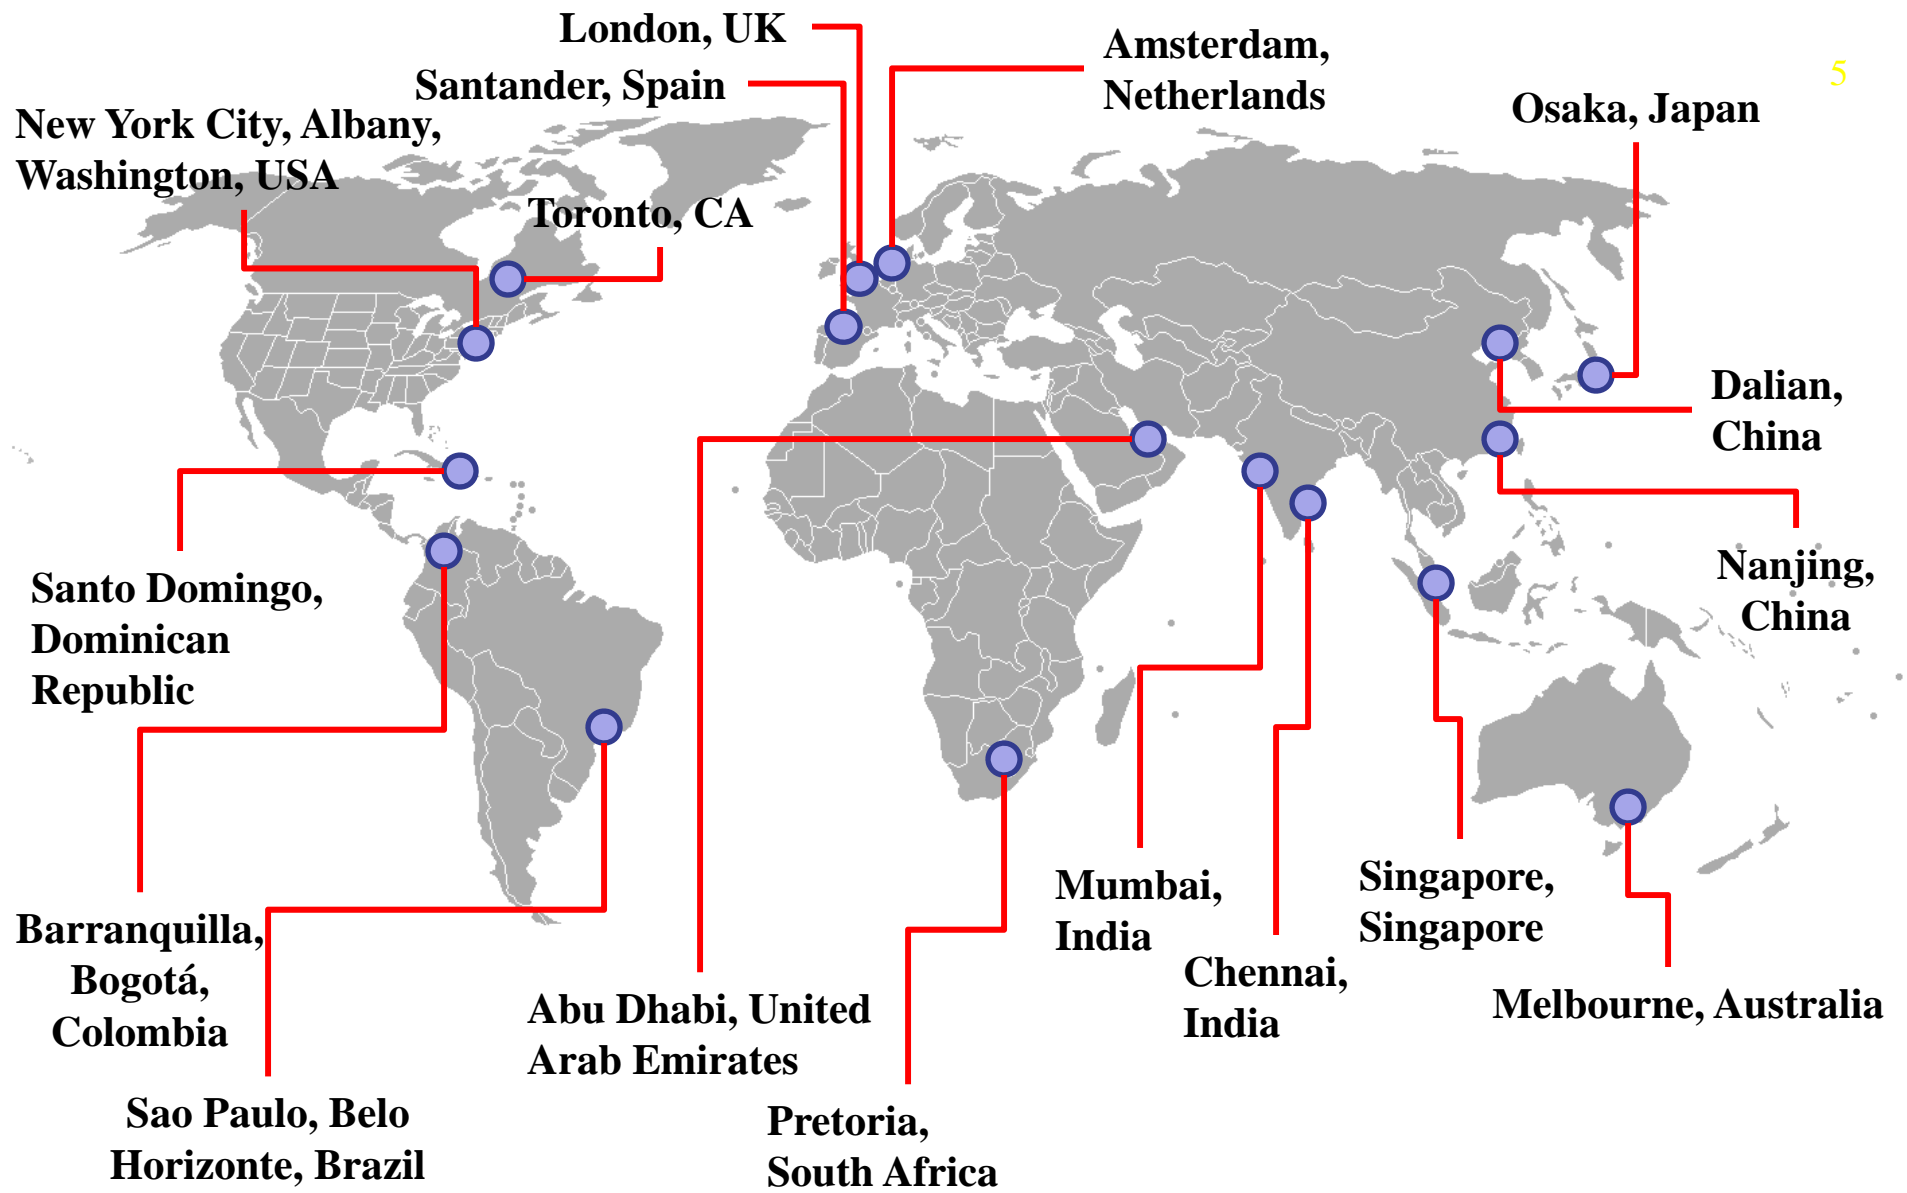 London, UK
Santander, Spain
Amsterdam,
Netherlands
5
Osaka, Japan
New York City, Albany,
Washington, USA
Toronto, CA
Dalian,
China
Nanjing,
China
Santo Domingo,
Dominican
Republic
Barranquilla,
Bogotá,
Colombia
Sao Paulo, Belo
Horizonte, Brazil
Abu Dhabi, United
Arab Emirates
Pretoria,
South Africa
Mumbai,
India
Chennai,
India
Singapore,
Singapore
Melbourne, Australia